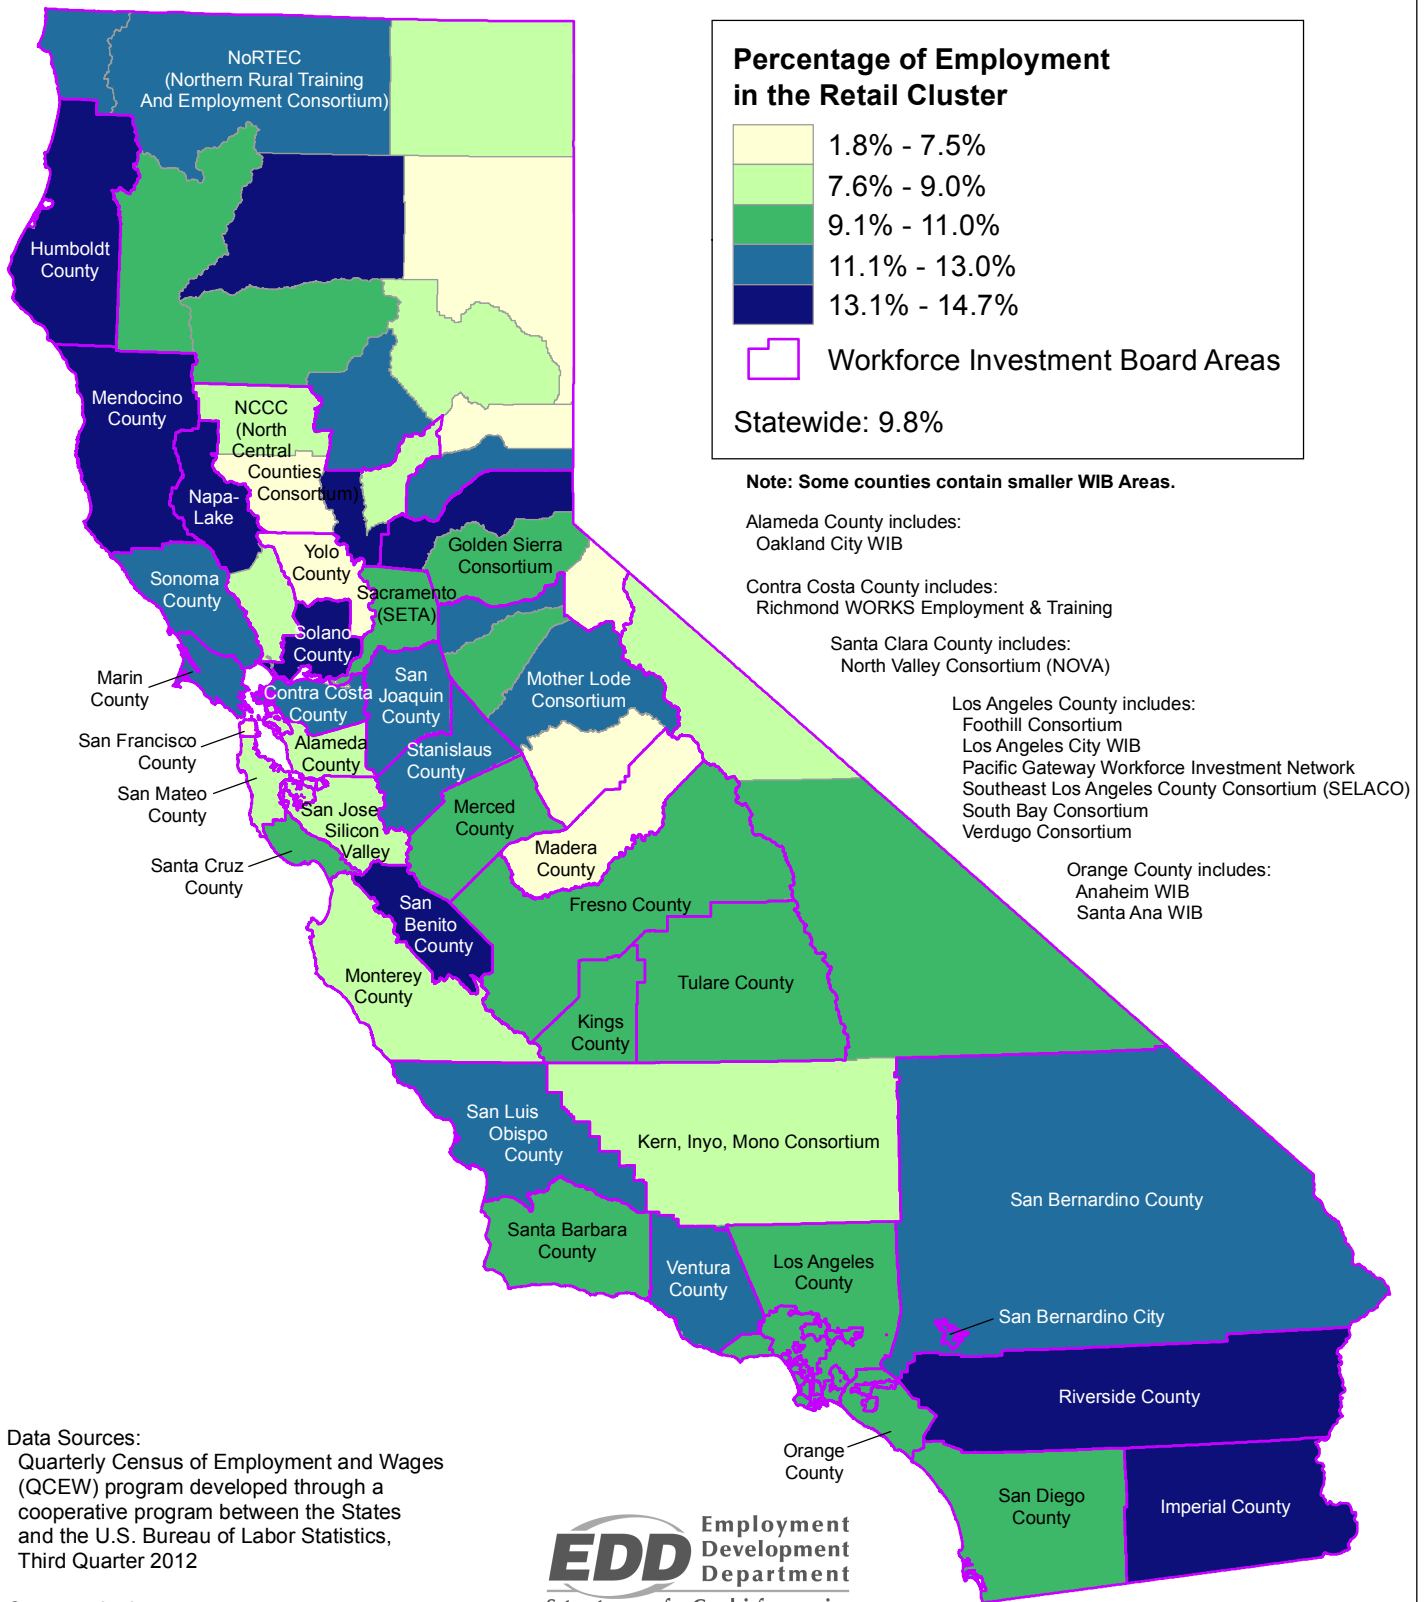 NoRTEC
(Northern Rural Training
And Employment Consortium)
Percentage of Employment
in the Retail Cluster
1.8% - 7.5%
7.6% - 9.0%
9.1% - 11.0%
11.1% - 13.0%
13.1% - 14.7%
Workforce Investment Board Areas
Statewide: 9.8%
Note: Some counties contain smaller WIB Areas.
Alameda County includes:
Oakland City WIB
Contra Costa County includes:
Richmond WORKS Employment & Training
Santa Clara County includes:
North Valley Consortium (NOVA)
Los Angeles County includes:
Foothill Consortium
Los Angeles City WIB
Pacific Gateway Workforce Investment Network
Southeast Los Angeles County Consortium (SELACO)
South Bay Consortium
Verdugo Consortium
Orange County includes:
Anaheim WIB
Santa Ana WIB
Humboldt
County
Mendocino
County
NCCC
(North
Central
Counties
Consortium)
Napa-
Lake
Yolo
County
Golden Sierra
Consortium
Sonoma
County
Sacramento
(SETA)
Solano
County
Marin
County
Contra Costa
County
San
Joaquin
County
Mother Lode
Consortium
San Francisco
County
Alameda
County
Stanislaus
County
San Mateo
County
San Jose
Silicon
Valley
Merced
County
Santa Cruz
County
Madera
County
San
Benito
County
Fresno County
Monterey
County
Tulare County
Kings
County
San Luis
Obispo
County
Kern, Inyo, Mono Consortium
San Bernardino County
Santa Barbara
County
Ventura
County
Los Angeles
County
San Bernardino City
Riverside County
Orange
County
San Diego
County
Imperial County
Data Sources:
Quarterly Census of Employment and Wages
(QCEW) program developed through a
cooperative program between the States
and the U.S. Bureau of Labor Statistics,
Third Quarter 2012
EDD
Employment
Development
Department